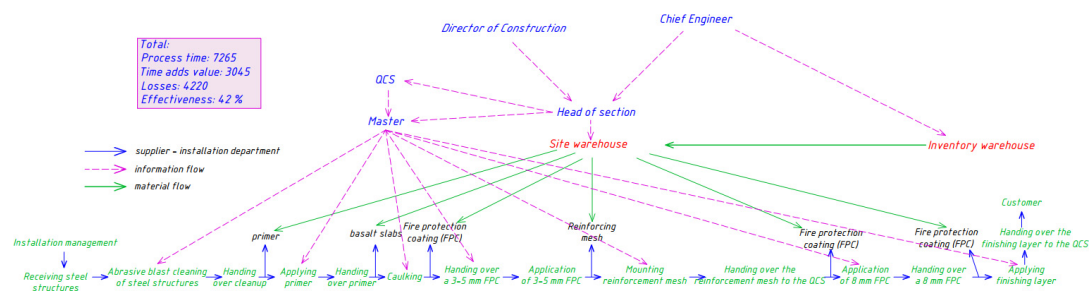 Chief Engineer
Director of Construction
Total:
Process time: 7265
Time adds value: 3045
Losses: 4220
Effectiveness: 42 %
QCS
Head of section
Master
Site warehouse
Inventory warehouse
supplier - installation department
information flow
material flow
Customer
primer
basalt slabs
Fire protection
coating (FPC)
Reinforcing
mesh
Fire protection
coating (FPC)
Fire protection
coating (FPC)
Handing over the
finishing layer to the QCS
Installation management
Receiving steel
structures
Abrasive blast cleaning
of steel structures
Handing
over cleanup
Applying
primer
Handing
over primer
Caulking
Handing over
a 3-5 mm FPC
Application
of 3-5 mm FPC
Mounting
reinforcement mesh
Handing over the
reinforcement mesh to the QCS
Application
of 8 mm FPC
Handing over
a 8 mm FPC
Applying
finishing layer